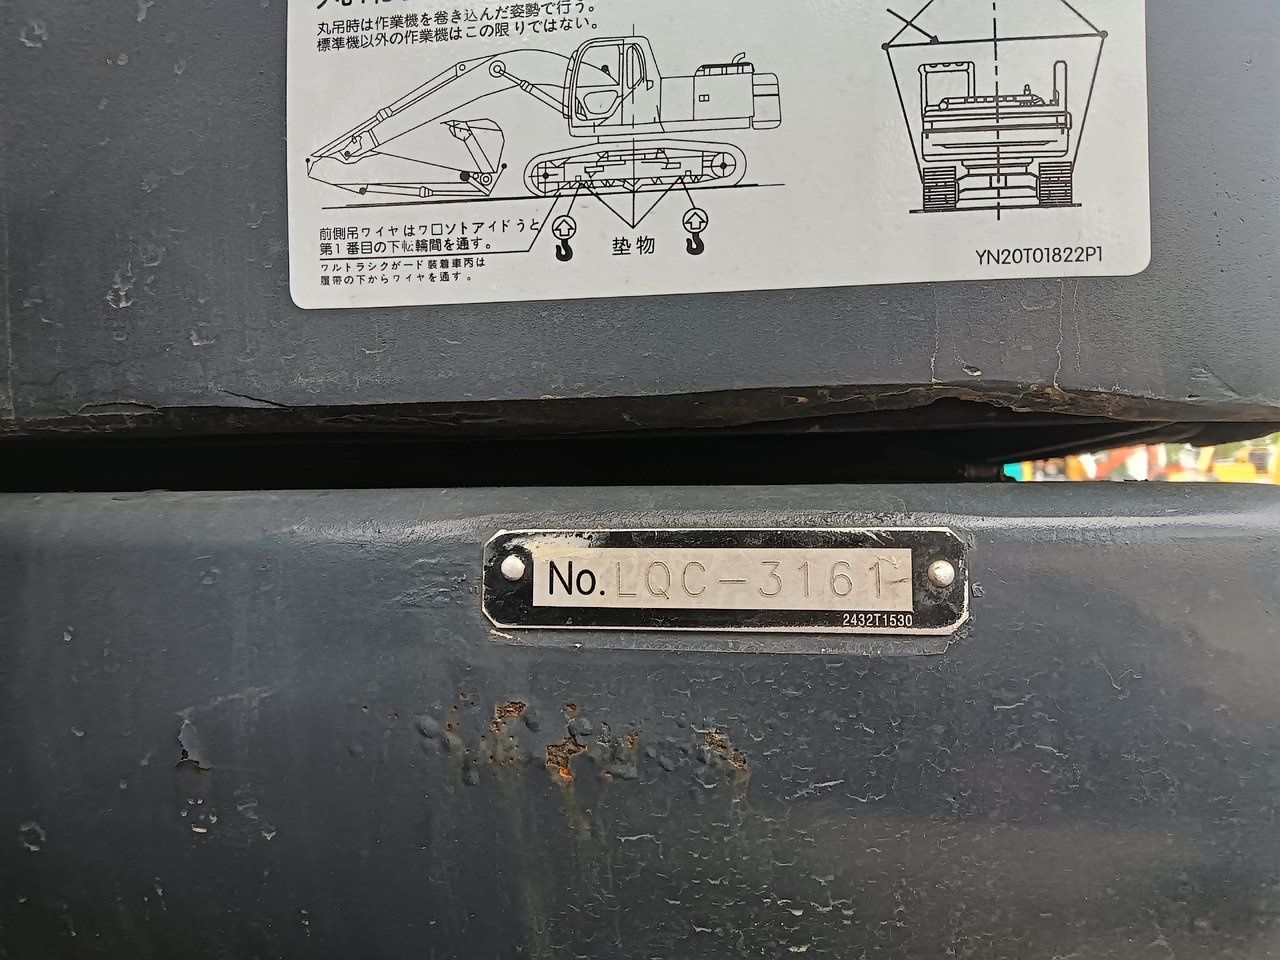 丸吊時は作業機を巻き込んだ姿勢で行う。
標準機以外の作業機はこの限りではない。
前側吊ワイヤはワロソトアイドうと
第1番目の下転輪間を通す。
ワルトラシクガード装着車丙は
履帯の下からワイヤを通す。
垫物
YN20T01822P1
No. LQC-3161
2432T1530